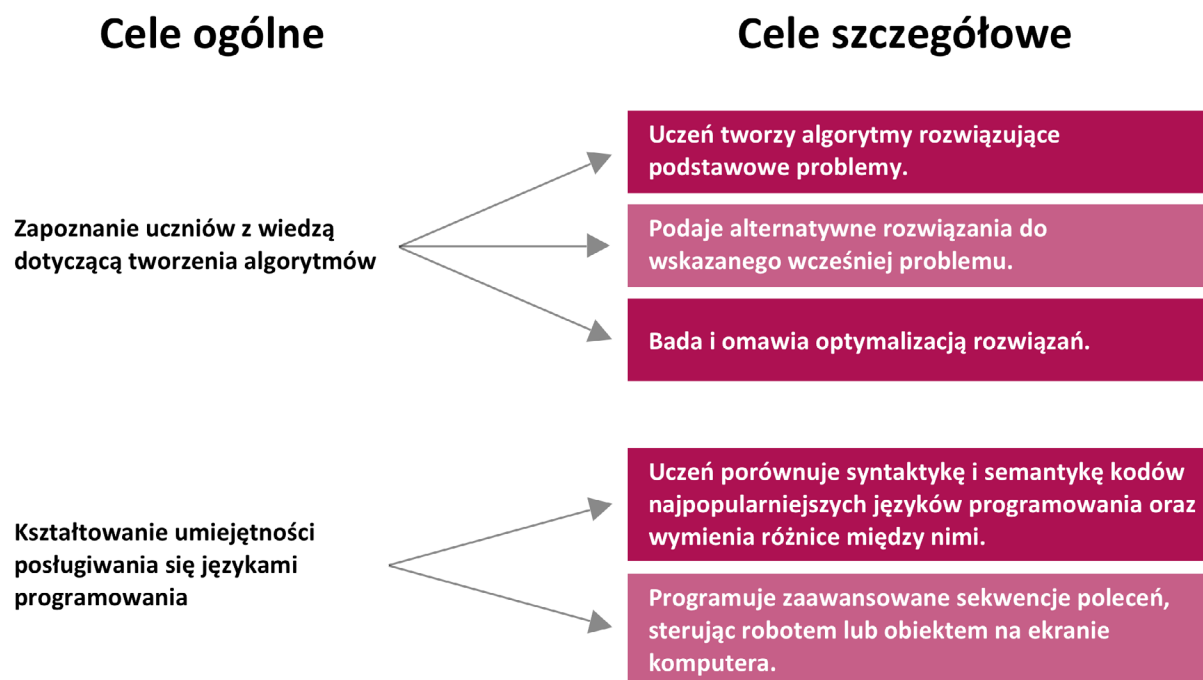 Cele ogólne
Cele szczegółowe
Zapoznanie uczniów z wiedzą
dotyczącą tworzenia algorytmów
Uczeń tworzy algorytmy rozwiązujące
podstawowe problemy.
Podaje alternatywne rozwiązania do
wskazanego wcześniej problemu.
Bada i omawia optymalizacją rozwiązań.
Kształtowanie umiejętności
posługiwania się językami
programowania
Uczeń porównuje syntaktykę i semantykę kodów
najpopularniejszych języków programowania oraz
wymienia różnice między nimi.
Programuje zaawansowane sekwencje poleceń,
sterując robotem lub obiektem na ekranie
komputera.